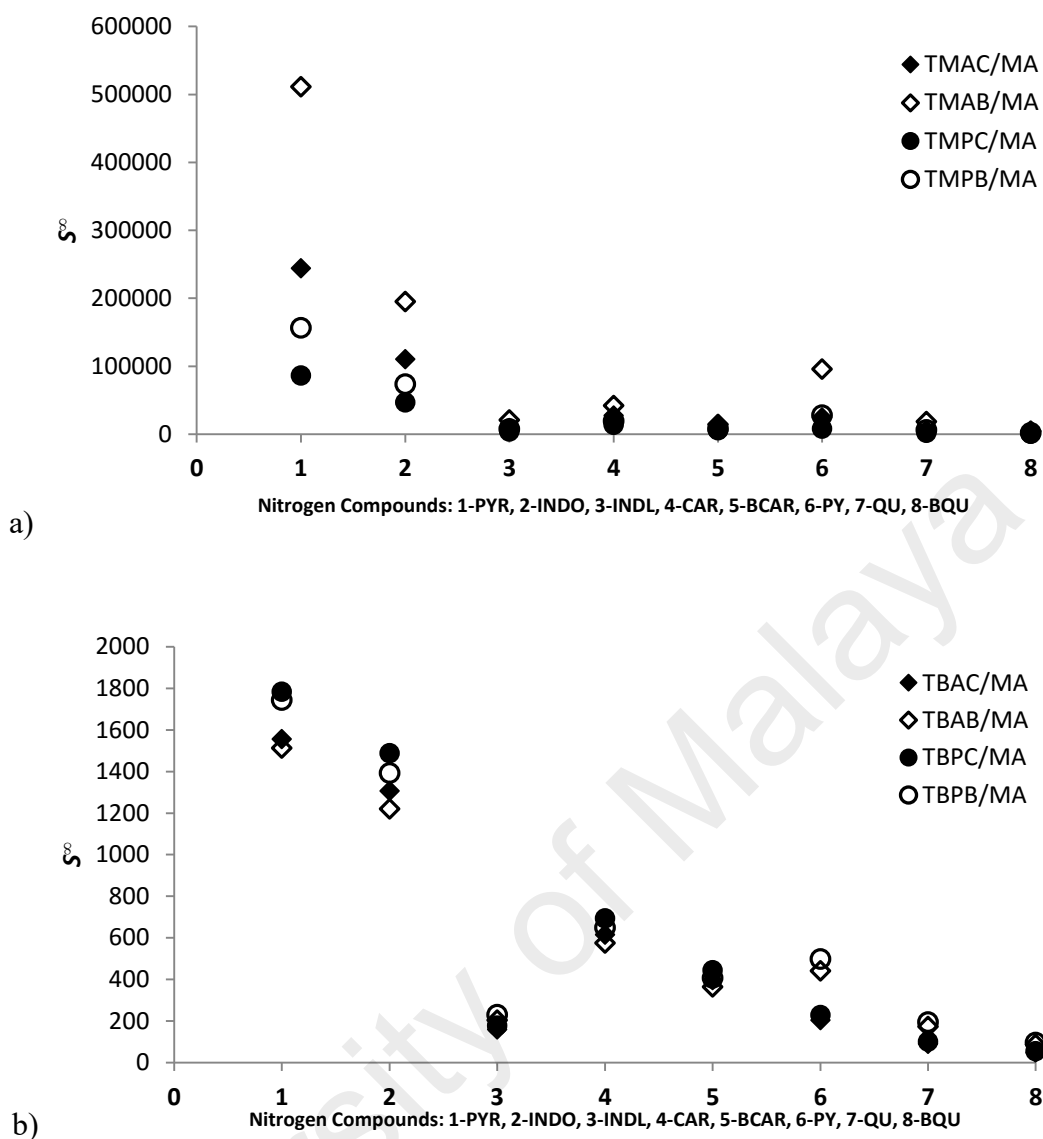 600000
500000
400000
300000
200000
100000
0
S∞
0 1 2 3 4 5 6 7 8
Nitrogen Compounds: 1-PYR, 2-INDO, 3-INDL, 4-CAR, 5-BCAR, 6-PY, 7-QU, 8-BQU
TMAC/MA
TMAB/MA
TMPC/MA
TMPB/MA
a)
2000
1800
1600
1400
1200
1000
800
600
400
200
0
S∞
0 1 2 3 4 5 6 7 8
Nitrogen Compounds: 1-PYR, 2-INDO, 3-INDL, 4-CAR, 5-BCAR, 6-PY, 7-QU, 8-BQU
TBAC/MA
TBAB/MA
TBPC/MA
TBPB/MA
b)
ersity of Malaya